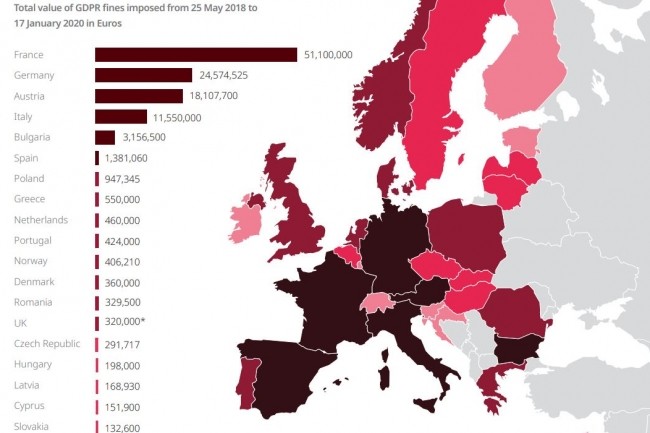 Total value of GDPR fines imposed from 25 May 2018 to
17 January 2020 in Euros
France 51,100,000
Germany 24,574,525
Austria 18,107,700
Italy 11,550,000
Bulgaria 3,156,500
Spain 1,381,060
Poland 947,345
Greece 550,000
Netherlands 460,000
Portugal 424,000
Norway 406,210
Denmark 360,000
Romania 329,500
UK 320,000*
Czech Republic 291,717
Hungary 198,000
Latvia 168,930
Cyprus 151,900
Slovakia 132,600